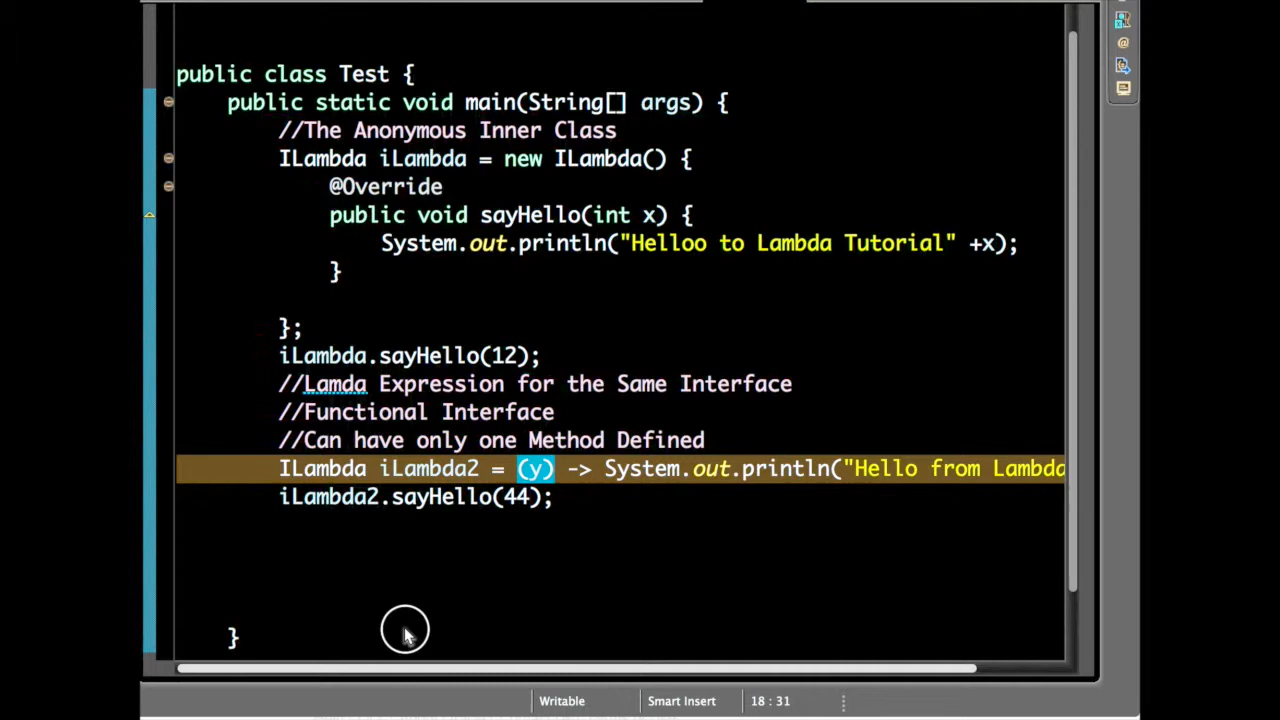 public class Test {
public static void main(String[] args) {
//The Anonymous Inner Class
ILambda iLambda = new ILambda() {
@Override
public void sayHello(int x) {
System.out.println("Helloo to Lambda Tutorial" +x);
}
};
iLambda.sayHello(12);
//Lamda Expression for the Same Interface
//Functional Interface
//Can have only one Method Defined
ILambda iLambda2 = (y) -> System.out.println("Hello from Lambda
iLambda2.sayHello(44);
}
Writable Smart Insert 18 : 31